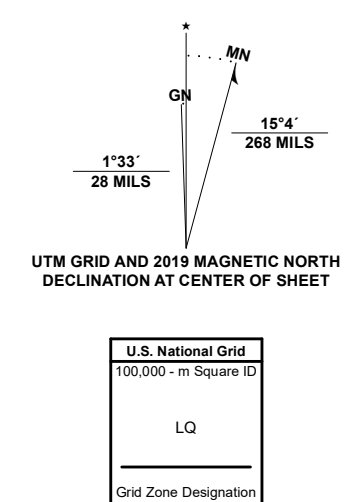 ★
MN
GN
15°4´
268 MILS
1°33´
28 MILS
UTM GRID AND 2019 MAGNETIC NORTH
DECLINATION AT CENTER OF SHEET
U.S. National Grid
100,000 - m Square ID
LQ
Grid Zone Designation